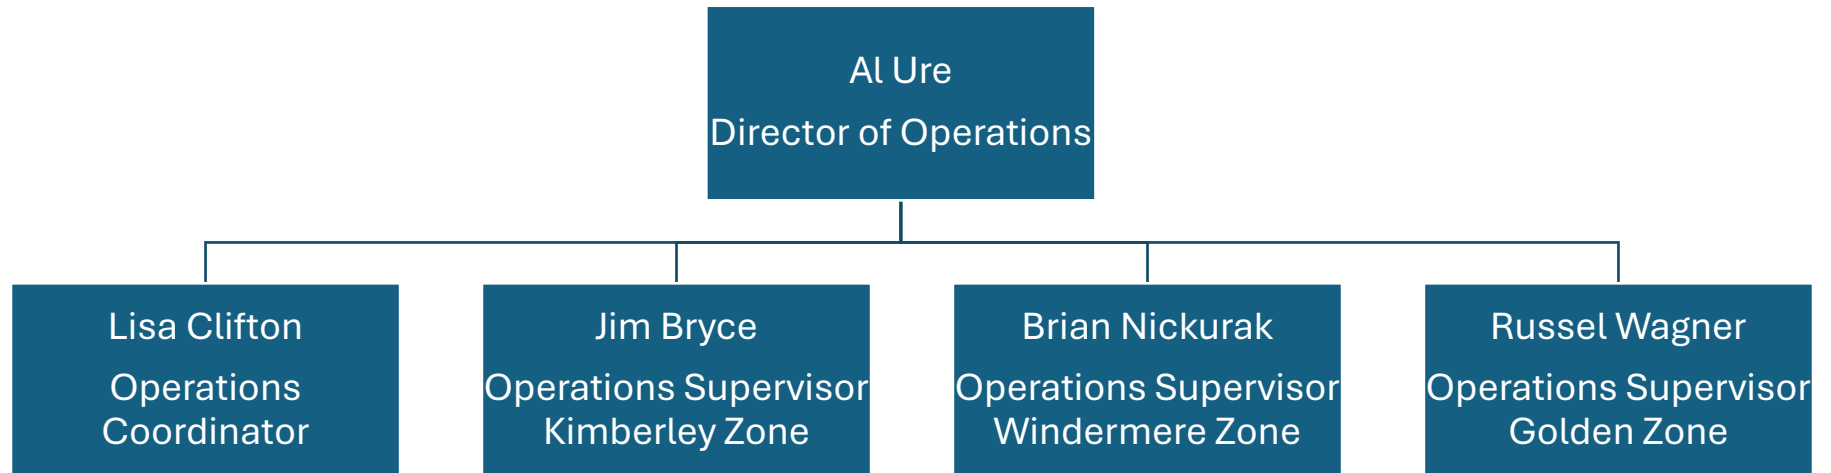 Al Ure
Director of Operations
Lisa Clifton
Operations
Coordinator
Jim Bryce
Operations Supervisor
Kimberley Zone
Brian Nickurak
Operations Supervisor
Windermere Zone
Russel Wagner
Operations Supervisor
Golden Zone